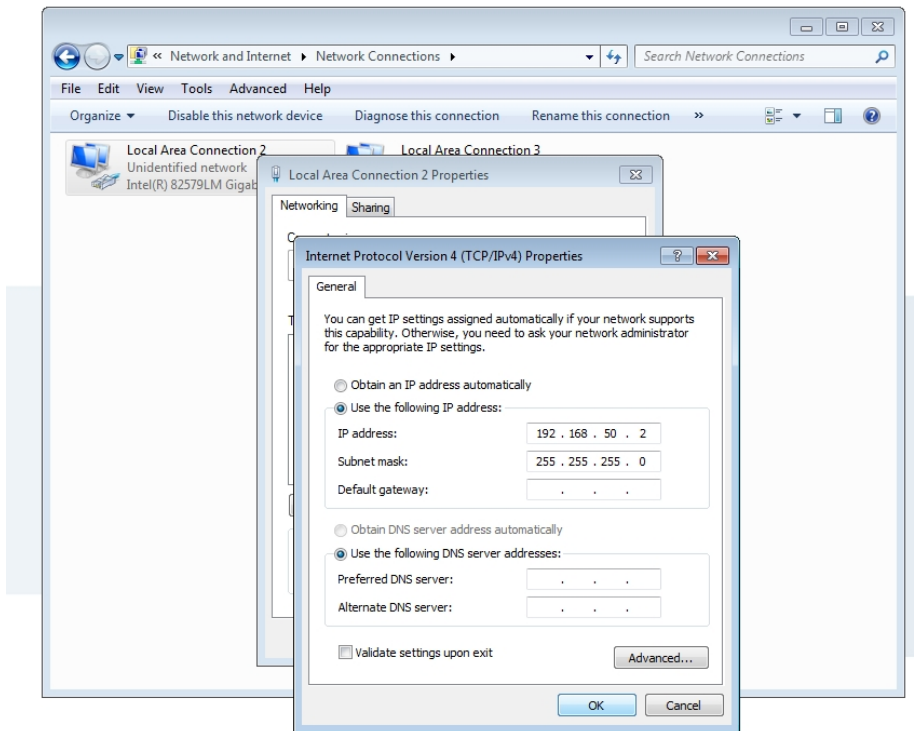 « Network and Internet ▸ Network Connections ▸
Search Network Connections
File Edit View Tools Advanced Help
Organize ▾ Disable this network device Diagnose this connection Rename this connection »
Local Area Connection 2
Unidentified network
Intel(R) 82579LM Gigab
Local Area Connection 3
Local Area Connection 2 Properties
Networking Sharing
Internet Protocol Version 4 (TCP/IPv4) Properties
General
You can get IP settings assigned automatically if your network supports
this capability. Otherwise, you need to ask your network administrator
for the appropriate IP settings.
Obtain an IP address automatically
Use the following IP address:
IP address: 192 . 168 . 50 . 2
Subnet mask: 255 . 255 . 255 . 0
Default gateway: . . .
Obtain DNS server address automatically
Use the following DNS server addresses:
Preferred DNS server: . . .
Alternate DNS server: . . .
Validate settings upon exit
Advanced...
OK Cancel